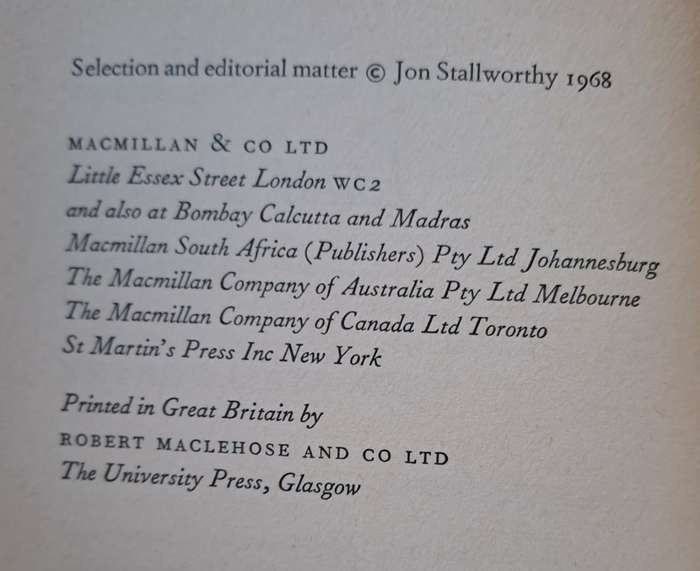 Selection and editorial matter © Jon Stallworthy 1968
MACMILLAN & CO LTD
Little Essex Street London WC2
and also at Bombay Calcutta and Madras
Macmillan South Africa (Publishers) Pty Ltd Johannesburg
The Macmillan Company of Australia Pty Ltd Melbourne
The Macmillan Company of Canada Ltd Toronto
St Martin's Press Inc New York
Printed in Great Britain by
ROBERT MACLEHOSE AND CO LTD
The University Press, Glasgow